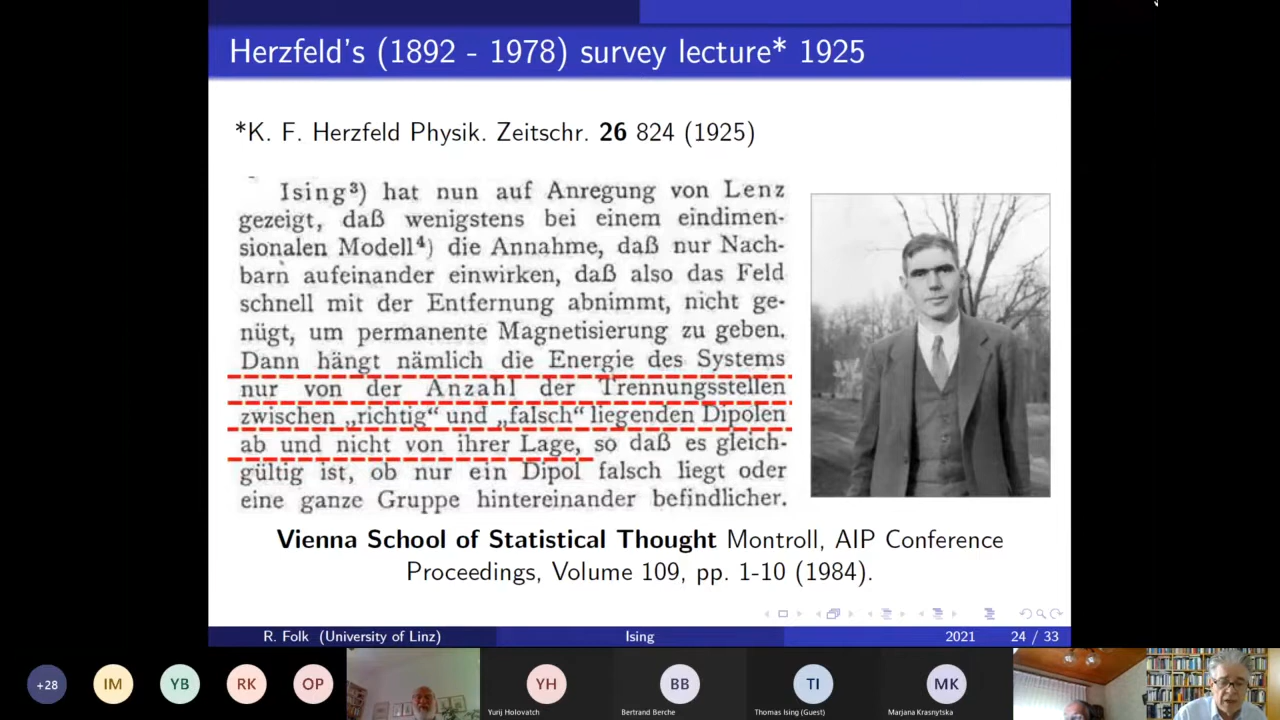 Herzfeld's (1892 - 1978) survey lecture* 1925
*K. F. Herzfeld Physik. Zeitschr. 26 824 (1925)
Ising³) hat nun auf Anregung von Lenz
gezeigt, daß wenigstens bei einem eindimen-
sionalen Modell⁴) die Annahme, daß nur Nach-
barn aufeinander einwirken, daß also das Feld
schnell mit der Entfernung abnimmt, nicht ge-
nügt, um permanente Magnetisierung zu geben.
Dann hängt nämlich die Energie des Systems
nur von der Anzahl der Trennungsstellen
zwischen „richtig“ und „falsch“ liegenden Dipolen
ab und nicht von ihrer Lage, so daß es gleich-
gültig ist, ob nur ein Dipol falsch liegt oder
eine ganze Gruppe hintereinander befindlicher.
Vienna School of Statistical Thought Montroll, AIP Conference
Proceedings, Volume 109, pp. 1-10 (1984).
R. Folk (University of Linz) Ising 2021 24 / 33
+28 IM YB RK OP YH BB TI MK
Yurij Holovatch Bertrand Berche Thomas Ising (Guest) Marjana Krasnytska